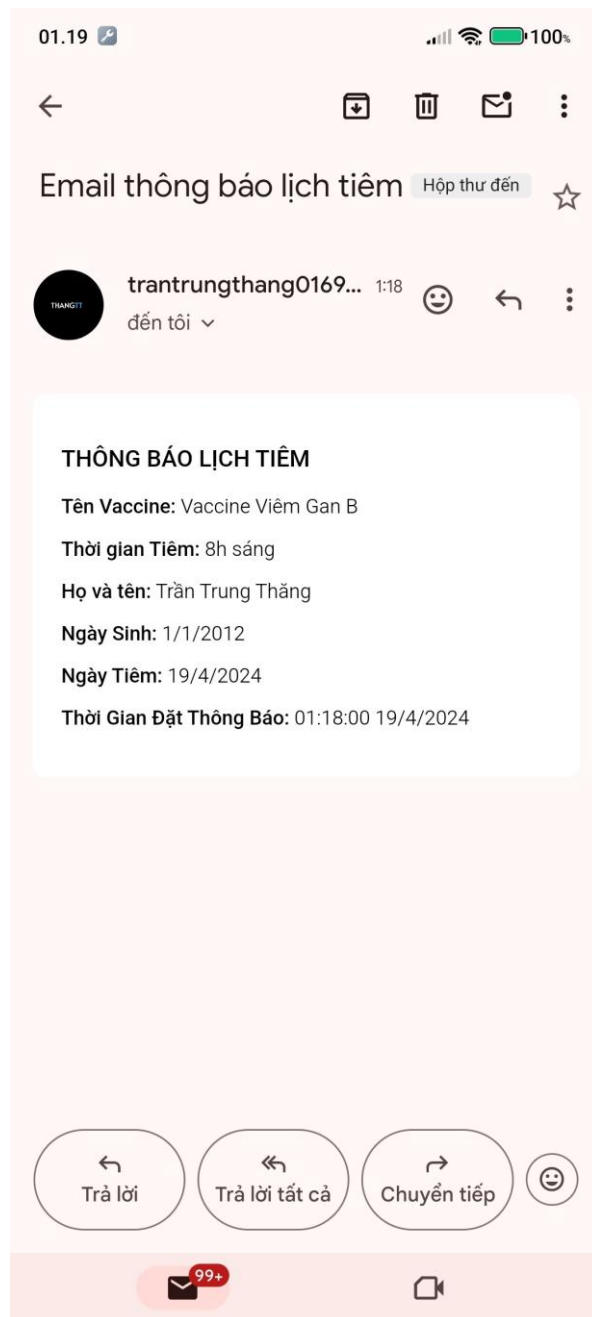 01.19
100%
Email thông báo lịch tiêm Hộp thư đến
THANGTT
trantrungthang0169... 1:18
đến tôi
THÔNG BÁO LỊCH TIÊM
Tên Vaccine: Vaccine Viêm Gan B
Thời gian Tiêm: 8h sáng
Họ và tên: Trần Trung Thăng
Ngày Sinh: 1/1/2012
Ngày Tiêm: 19/4/2024
Thời Gian Đặt Thông Báo: 01:18:00 19/4/2024
Trả lời
Trả lời tất cả
Chuyển tiếp
99+